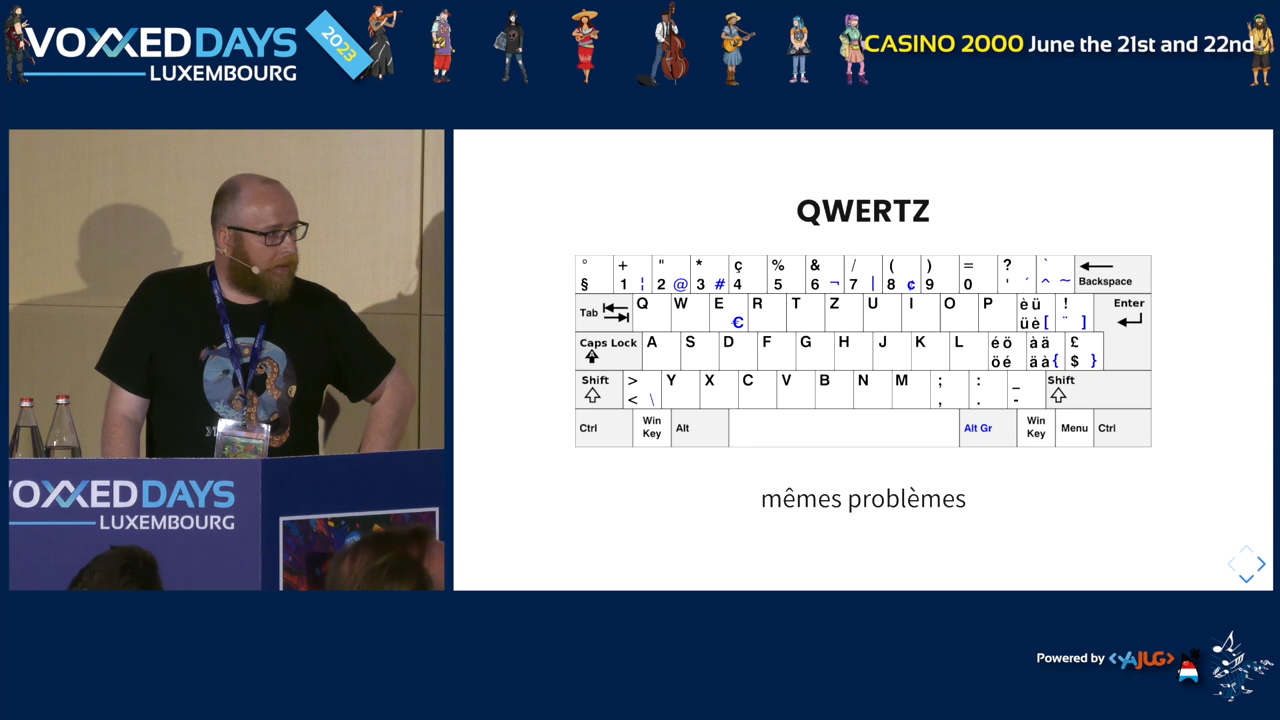 VOXXED DAYS
LUXEMBOURG
2023
CASINO 2000 June the 21st and 22nd
QWERTZ
° + " * ç % & / ( ) = ? `
§ 1 ¦ 2 @ 3 # 4 5 6 ¬ 7 | 8 ¢ 9 0 ' ´ ^ ~ Backspace
Tab Q W E R T Z U I O P è ü ! Enter
€ ü è [ ¨ ]
Caps Lock A S D F G H J K L é ö à ä £
ö é ä à { $ }
Shift > Y X C V B N M ; : _ Shift
< \ , . -
Ctrl Win Key Alt Alt Gr Win Key Menu Ctrl
mêmes problèmes
VOXXED DAYS
LUXEMBOURG
Powered by <YAJUG>